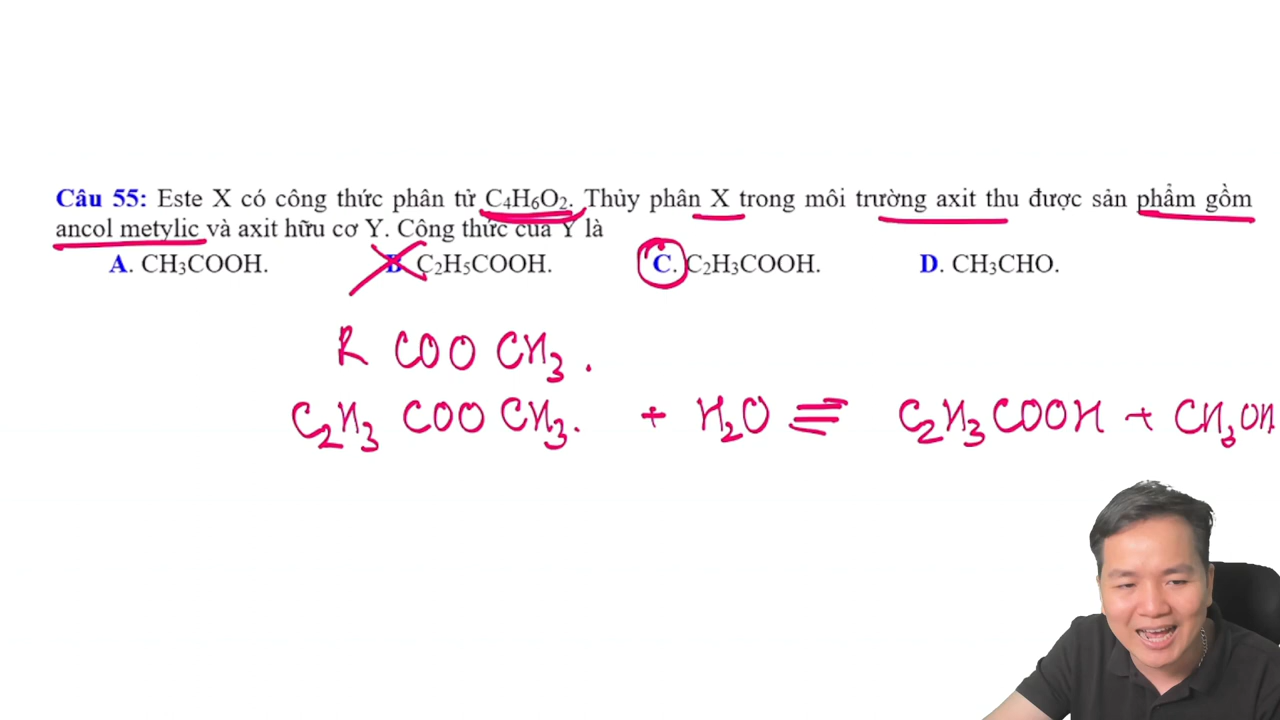 Câu 55: Este X có công thức phân tử C₄H₆O₂. Thủy phân X trong môi trường axit thu được sản phẩm gồm
ancol metylic và axit hữu cơ Y. Công thức của Y là
A. CH₃COOH. B. C₂H₅COOH. C. C₂H₃COOH. D. CH₃CHO.
R COO CH₃.
C₂H₃ COO CH₃. + H₂O ⇌ C₂H₃COOH + CH₃OH